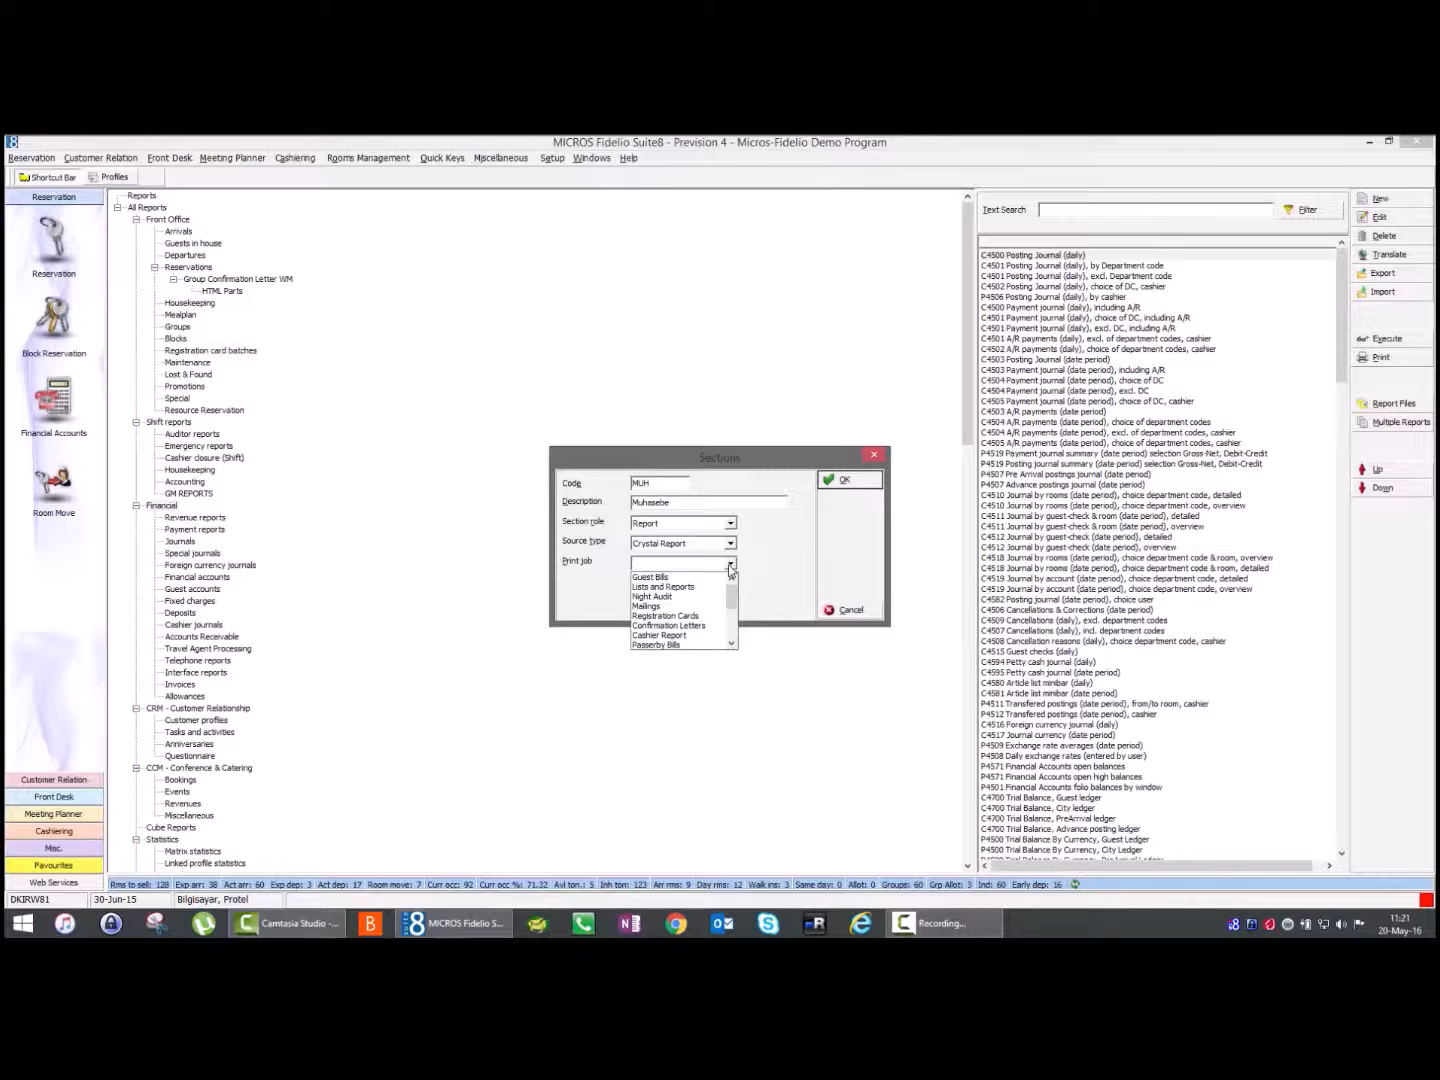 MICROS Fidelio Suite8 - Prevision 4 - Micros-Fidelio Demo Program
Reservation Customer Relation Front Desk Meeting Planner Cashiering Rooms Management Quick Keys Miscellaneous Setup Windows Help
Shortcut Bar Profiles
Reservation
Reservation
Block Reservation
Financial Accounts
Room Move
Customer Relation
Front Desk
Meeting Planner
Cashiering
Misc.
Favourites
Web Services
Reports
All Reports
Front Office
Arrivals
Guests in house
Departures
Reservations
Group Confirmation Letter WM
HTML Parts
Housekeeping
Mealplan
Groups
Blocks
Registration card batches
Maintenance
Lost & Found
Promotions
Special
Resource Reservation
Shift reports
Auditor reports
Emergency reports
Cashier closure (Shift)
Housekeeping
Accounting
GM REPORTS
Financial
Revenue reports
Payment reports
Journals
Special journals
Foreign currency journals
Financial accounts
Guest accounts
Fixed charges
Deposits
Cashier journals
Accounts Receivable
Travel Agent Processing
Telephone reports
Interface reports
Invoices
Allowances
CRM - Customer Relationship
Customer profiles
Tasks and activities
Anniversaries
Questionnaire
CCM - Conference & Catering
Bookings
Events
Revenues
Miscellaneous
Cube Reports
Statistics
Matrix statistics
Linked profile statistics
Sections
Code MUH
Description Muhasebe
Section role Report
Source type Crystal Report
Print job
Guest Bills
Lists and Reports
Night Audit
Mailings
Registration Cards
Confirmation Letters
Cashier Report
Passerby Bills
OK
Cancel
Text Search Filter
C4500 Posting Journal (daily)
C4501 Posting Journal (daily), by Department code
C4501 Posting Journal (daily), excl. Department code
C4502 Posting Journal (daily), choice of DC, cashier
P4506 Posting Journal (daily), by cashier
C4500 Payment journal (daily), including A/R
C4501 Payment journal (daily), choice of DC, including A/R
C4501 Payment journal (daily), excl. DC, including A/R
C4501 A/R payments (daily), excl. of department codes, cashier
C4502 A/R payments (daily), choice of department codes, cashier
C4503 Posting Journal (date period)
C4503 Payment journal (date period), including A/R
C4504 Payment journal (date period), choice of DC
C4504 Payment journal (date period), excl. DC
C4505 Payment journal (date period), choice of DC, cashier
C4503 A/R payments (date period)
C4504 A/R payments (date period), choice of department codes
C4504 A/R payments (date period), excl. of department codes, cashier
C4505 A/R payments (date period), choice of department codes, cashier
P4519 Payment journal summary (date period) selection Gross-Net, Debit-Credit
P4519 Posting journal summary (date period) selection Gross-Net, Debit-Credit
P4507 Pre Arrival postings journal (date period)
P4507 Advance postings journal (date period)
C4510 Journal by rooms (date period), choice department code, detailed
C4510 Journal by rooms (date period), choice department code, overview
C4511 Journal by guest-check & room (date period), detailed
C4511 Journal by guest-check & room (date period), overview
C4512 Journal by guest-check (date period), detailed
C4512 Journal by guest-check (date period), overview
C4518 Journal by rooms (date period), choice department code & room, overview
C4518 Journal by rooms (date period), choice department code & room, detailed
C4519 Journal by account (date period), choice department code, detailed
C4519 Journal by account (date period), choice department code, overview
C4582 Posting journal (date period), choice user
C4506 Cancellations & Corrections (date period)
C4509 Cancellations (daily), excl. department codes
C4507 Cancellations (daily), incl. department codes
C4508 Cancellation reasons (daily), choice department code, cashier
C4515 Guest checks (daily)
C4594 Petty cash journal (daily)
C4595 Petty cash journal (date period)
C4580 Article list minibar (daily)
C4581 Article list minibar (date period)
P4511 Transfered postings (date period), from/to room, cashier
P4512 Transfered postings (date period), cashier
C4516 Foreign currency journal (daily)
C4517 Journal currency (date period)
P4509 Exchange rate averages (date period)
P4508 Daily exchange rates (entered by user)
P4571 Financial Accounts open balances
P4571 Financial Accounts open high balances
P4501 Financial Accounts folio balances by window
C4700 Trial Balance, Guest ledger
C4700 Trial Balance, City ledger
C4700 Trial Balance, PreArrival ledger
C4700 Trial Balance, Advance posting ledger
P4500 Trial Balance By Currency, Guest Ledger
P4500 Trial Balance By Currency, City Ledger
New
Edit
Delete
Translate
Export
Import
Execute
Print
Report Files
Multiple Reports
Up
Down
Rms to sell: 128 Exp arr: 38 Act arr: 60 Exp dep: 3 Act dep: 17 Room move: 7 Curr occ: 92 Curr occ %: 71.32 Avl ton.: 5 Inh ton: 123 Arr rms: 9 Day rms: 12 Walk ins: 3 Same day: 0 Allot: 0 Groups: 60 Grp Allot: 3 Ind: 60 Early dep: 16
DKIRW81 30-Jun-15 Bilgisayar, Protel
Camtasia Studio - ... MICROS Fidelio S... Recording...
11:21
20-May-16